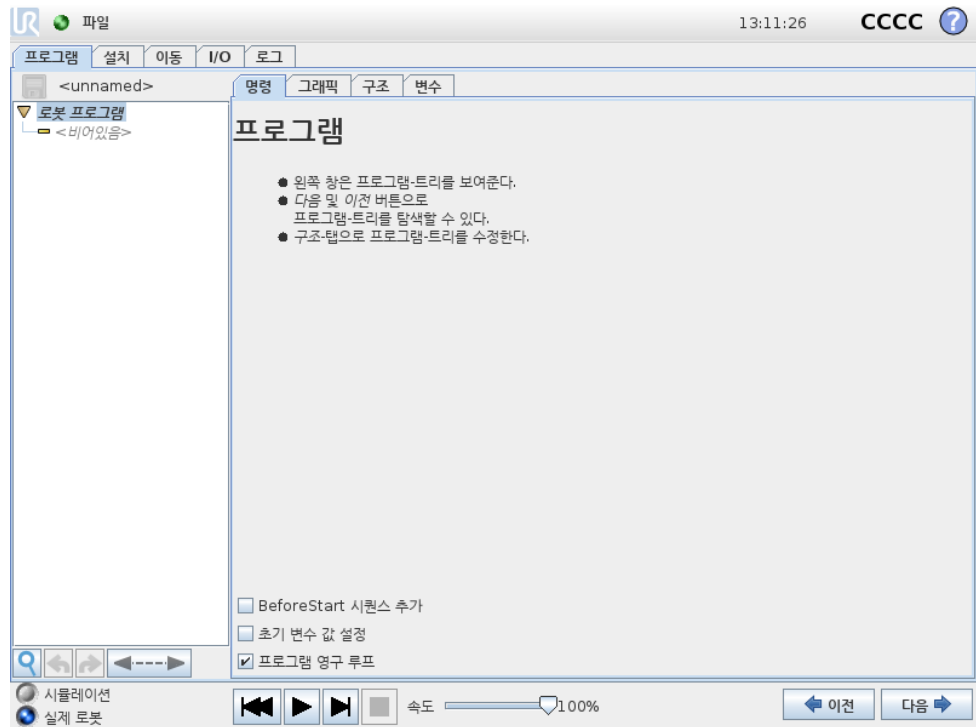 UR 파일 13:11:26 CCCC ?
프로그램 설치 이동 I/O 로그
<unnamed> 명령 그래픽 구조 변수
로봇 프로그램
<비어있음>
프로그램
왼쪽 창은 프로그램-트리를 보여준다.
다음 및 이전 버튼으로
프로그램-트리를 탐색할 수 있다.
구조-탭으로 프로그램-트리를 수정한다.
BeforeStart 시퀀스 추가
초기 변수 값 설정
프로그램 영구 루프
시뮬레이션
실제 로봇
속도 100% 이전 다음